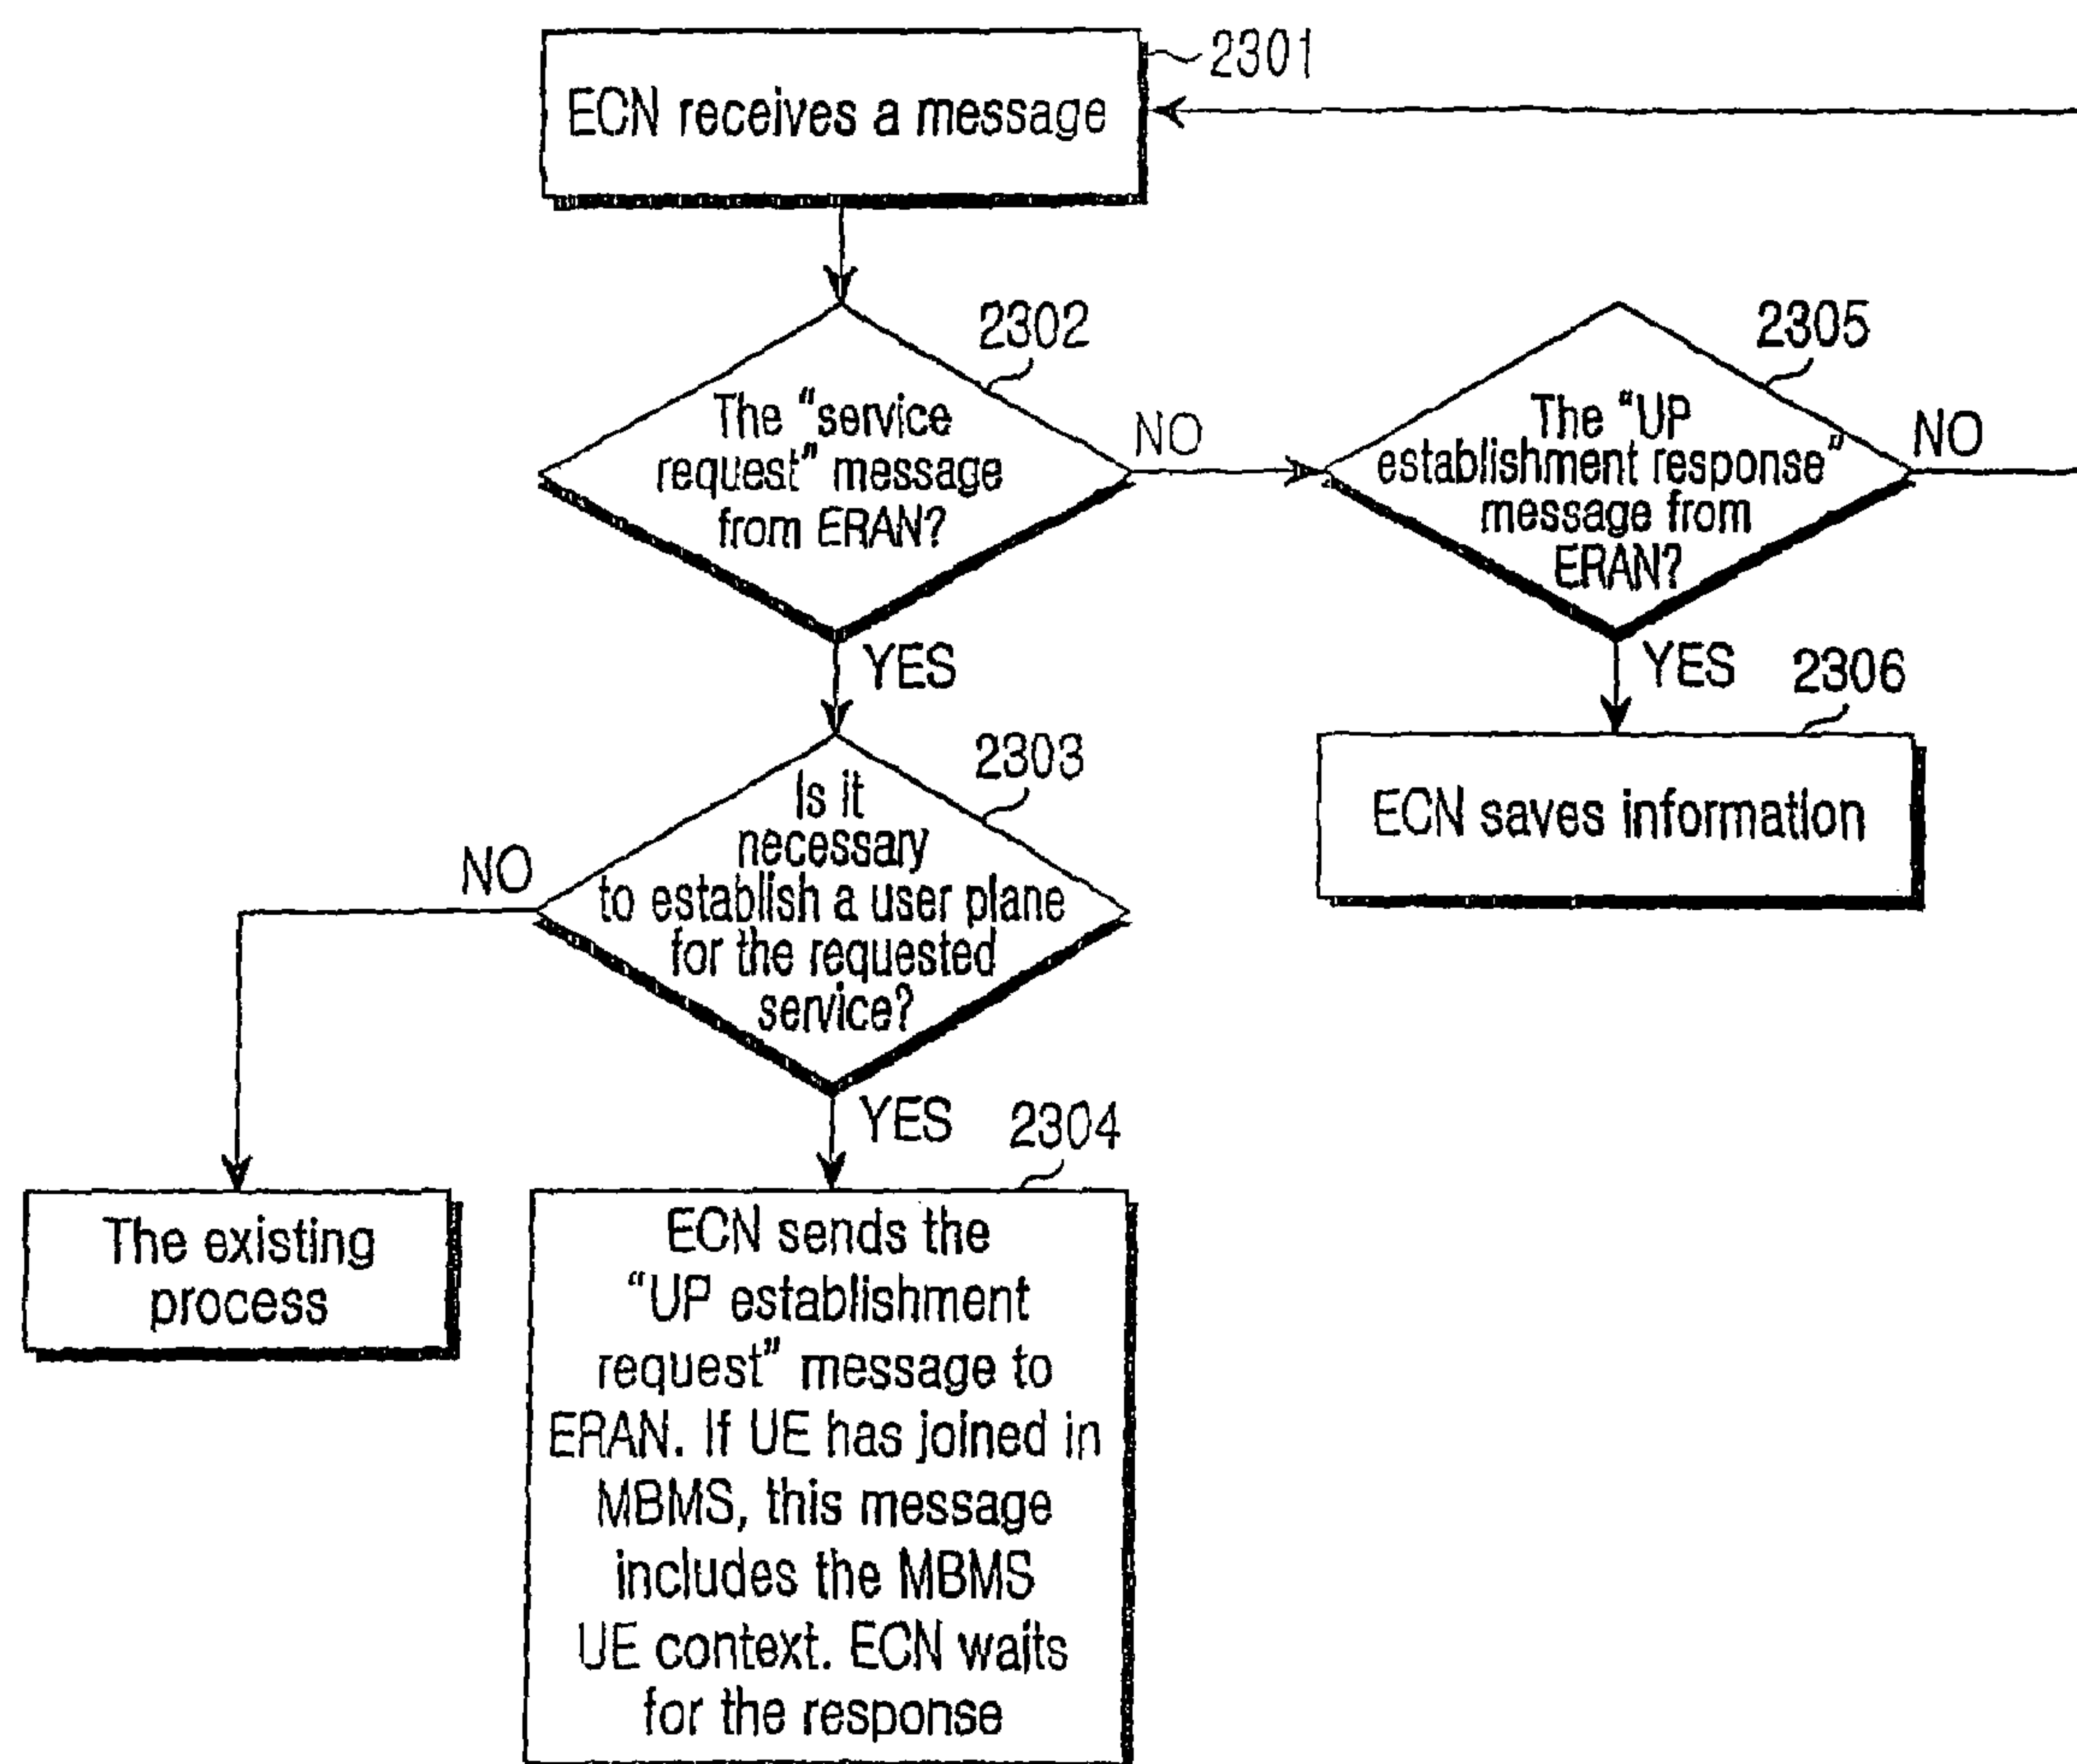 2301
ECN receives a message
2302
The “service
request” message
from ERAN?
NO
YES
2305
The “UP
establishment response”
message from
ERAN?
NO
YES
2306
ECN saves information
2303
Is it
necessary
to establish a user plane
for the requested
service?
NO
YES
The existing
process
2304
ECN sends the
“UP establishment
request” message to
ERAN. If UE has joined in
MBMS, this message
includes the MBMS
UE context. ECN waits
for the response